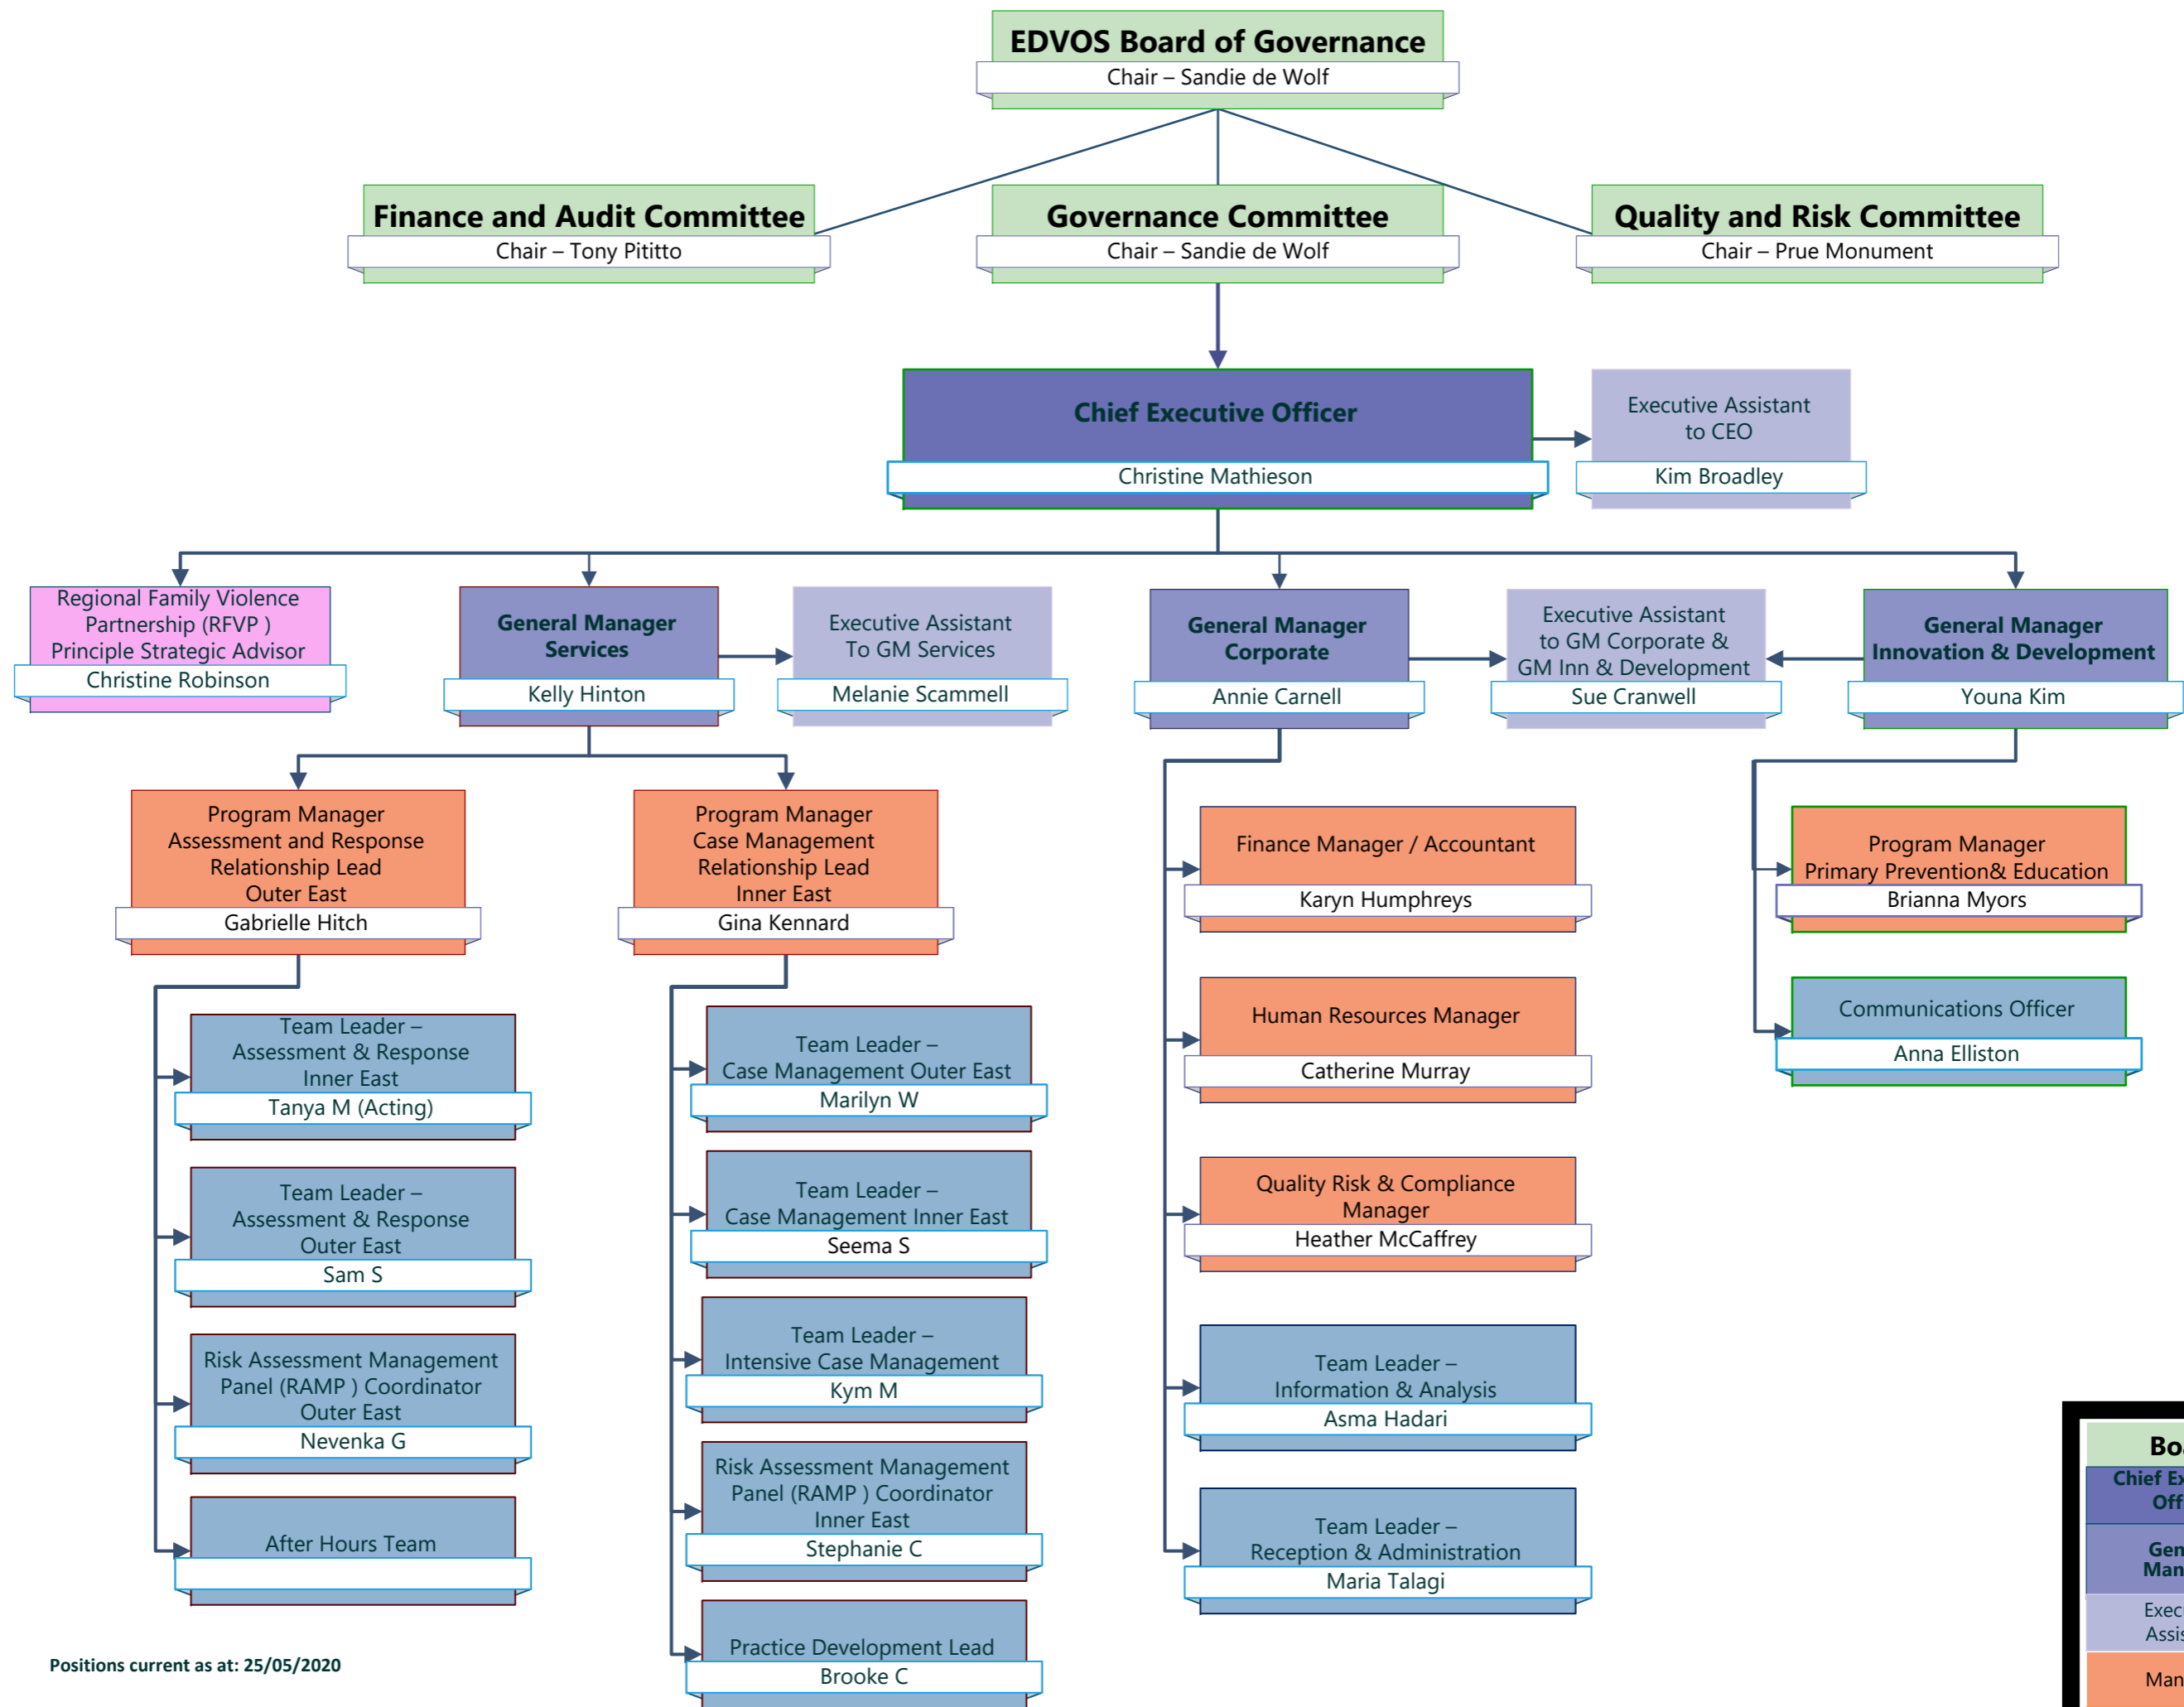 EDVOS Board of Governance
Chair – Sandie de Wolf
Finance and Audit Committee
Chair – Tony Pititto
Governance Committee
Chair – Sandie de Wolf
Quality and Risk Committee
Chair – Prue Monument
Chief Executive Officer
Christine Mathieson
Executive Assistant
to CEO
Kim Broadley
Regional Family Violence
Partnership (RFVP )
Principle Strategic Advisor
Christine Robinson
General Manager
Services
Kelly Hinton
Executive Assistant
To GM Services
Melanie Scammell
General Manager
Corporate
Annie Carnell
Executive Assistant
to GM Corporate &
GM Inn & Development
Sue Cranwell
General Manager
Innovation & Development
Youna Kim
Program Manager
Assessment and Response
Relationship Lead
Outer East
Gabrielle Hitch
Program Manager
Case Management
Relationship Lead
Inner East
Gina Kennard
Finance Manager / Accountant
Karyn Humphreys
Program Manager
Primary Prevention& Education
Brianna Myors
Human Resources Manager
Catherine Murray
Communications Officer
Anna Elliston
Team Leader –
Assessment & Response
Inner East
Tanya M (Acting)
Team Leader –
Case Management Outer East
Marilyn W
Team Leader –
Assessment & Response
Outer East
Sam S
Team Leader –
Case Management Inner East
Seema S
Quality Risk & Compliance
Manager
Heather McCaffrey
Risk Assessment Management
Panel (RAMP ) Coordinator
Outer East
Nevenka G
Team Leader –
Intensive Case Management
Kym M
Team Leader –
Information & Analysis
Asma Hadari
After Hours Team
Risk Assessment Management
Panel (RAMP ) Coordinator
Inner East
Stephanie C
Team Leader –
Reception & Administration
Maria Talagi
Practice Development Lead
Brooke C
Positions current as at: 25/05/2020
Chief